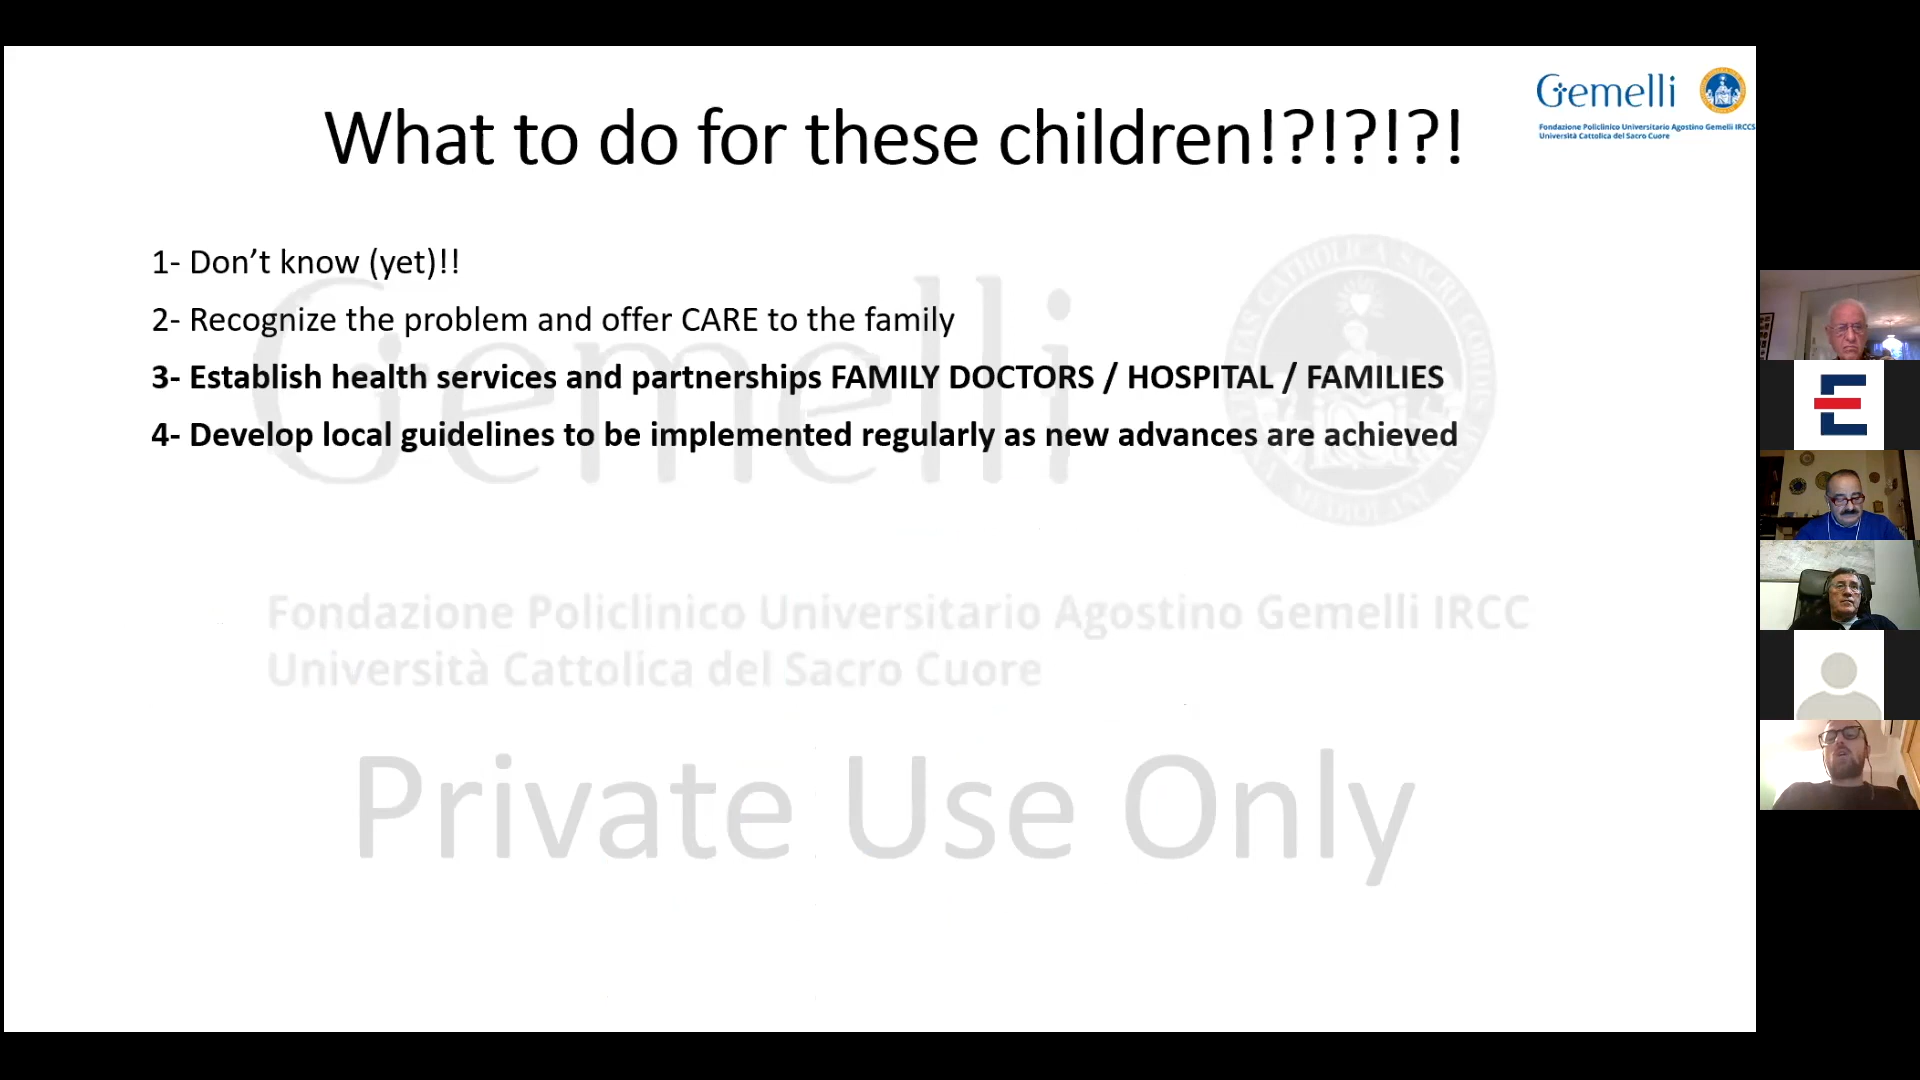 What to do for these children!?!?!?!
Gemelli
Fondazione Policlinico Universitario Agostino Gemelli IRCCS
Università Cattolica del Sacro Cuore
1- Don’t know (yet)!!
2- Recognize the problem and offer CARE to the family
3- Establish health services and partnerships FAMILY DOCTORS / HOSPITAL / FAMILIES
4- Develop local guidelines to be implemented regularly as new advances are achieved
Gemelli
Fondazione Policlinico Universitario Agostino Gemelli IRCC
Università Cattolica del Sacro Cuore
Private Use Only